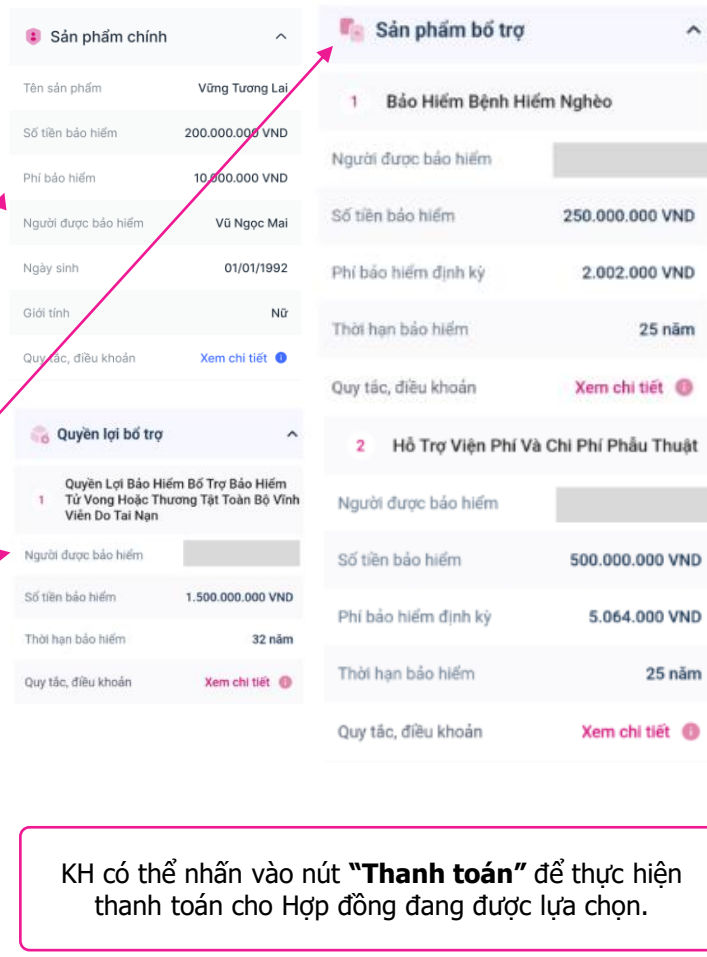 Sản phẩm chính
Tên sản phẩm Vững Tương Lai
Số tiền bảo hiểm 200.000.000 VND
Phí bảo hiểm 10.000.000 VND
Người được bảo hiểm Vũ Ngọc Mai
Ngày sinh 01/01/1992
Giới tính Nữ
Quy tắc, điều khoản Xem chi tiết
Quyền lợi bổ trợ
1 Quyền Lợi Bảo Hiểm Bổ Trợ Bảo Hiểm
Tử Vong Hoặc Thương Tật Toàn Bộ Vĩnh
Viễn Do Tai Nạn
Người được bảo hiểm
Số tiền bảo hiểm 1.500.000.000 VND
Thời hạn bảo hiểm 32 năm
Quy tắc, điều khoản Xem chi tiết
Sản phẩm bổ trợ
1 Bảo Hiểm Bệnh Hiểm Nghèo
Người được bảo hiểm
Số tiền bảo hiểm 250.000.000 VND
Phí bảo hiểm định kỳ 2.002.000 VND
Thời hạn bảo hiểm 25 năm
Quy tắc, điều khoản Xem chi tiết
2 Hỗ Trợ Viện Phí Và Chi Phí Phẫu Thuật
Người được bảo hiểm
Số tiền bảo hiểm 500.000.000 VND
Phí bảo hiểm định kỳ 5.064.000 VND
Thời hạn bảo hiểm 25 năm
Quy tắc, điều khoản Xem chi tiết
KH có thể nhấn vào nút “Thanh toán” để thực hiện
thanh toán cho Hợp đồng đang được lựa chọn.